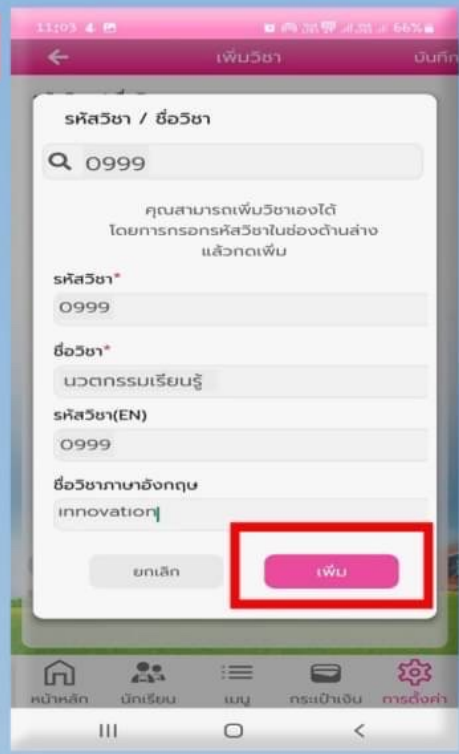 11:03
66%
เพิ่มวิชา
บันทึก
รหัสวิชา / ชื่อวิชา
0999
คุณสามารถเพิ่มวิชาเองได้
โดยการกรอกรหัสวิชาในช่องด้านล่าง
แล้วกดเพิ่ม
รหัสวิชา*
0999
ชื่อวิชา*
นวตกรรมเรียนรู้
รหัสวิชา(EN)
0999
ชื่อวิชาภาษาอังกฤษ
innovation
ยกเลิก
เพิ่ม
หน้าหลัก
นักเรียน
เมนู
กระเป๋าเงิน
การตั้งค่า